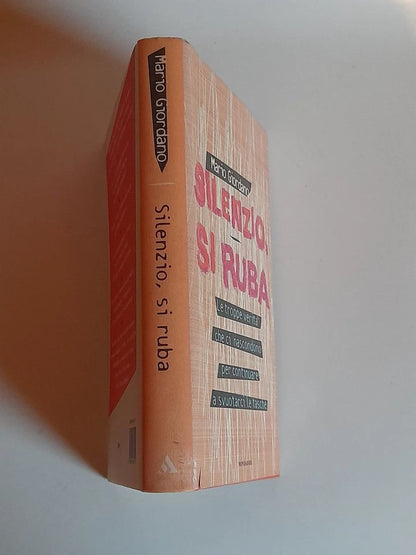 Mario Giordano
Silenzio, si ruba
Mario Giordano
SILENZIO,
SI RUBA
Le troppe verità
che ci nascondono
per continuare
a svuotarci le tasche
MONDADORI